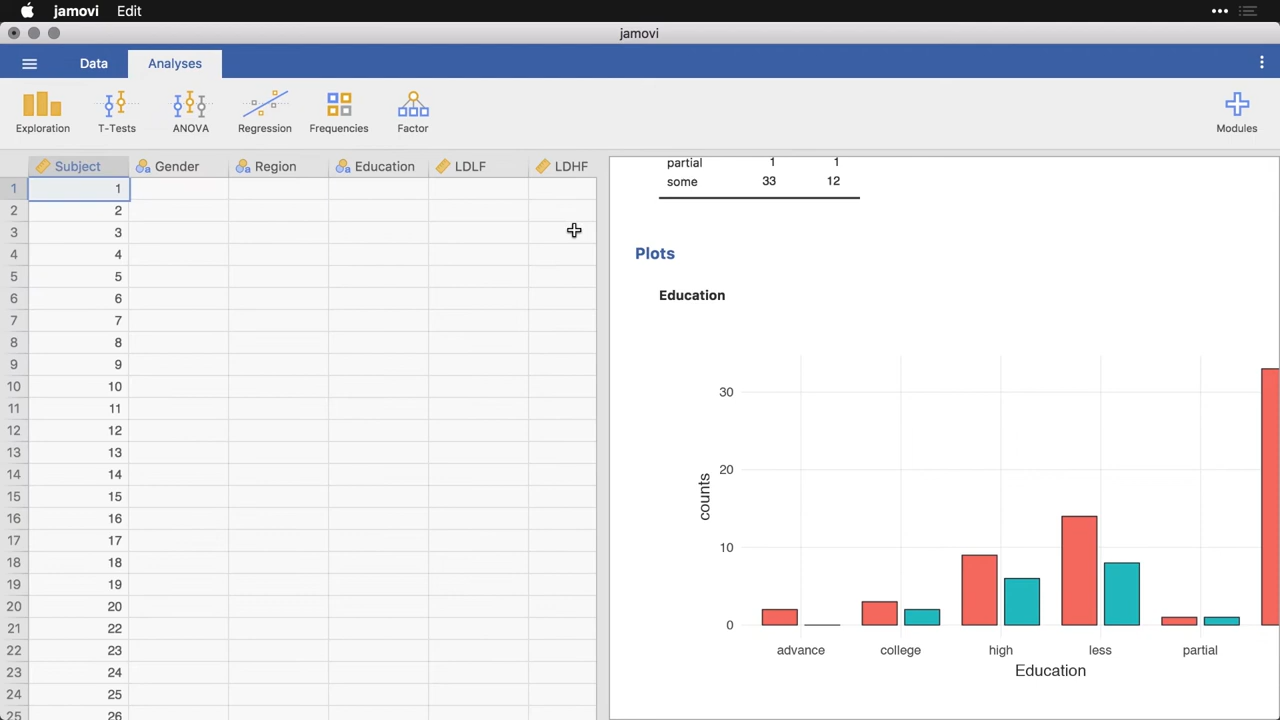 jamovi Edit
jamovi
Data Analyses
Exploration T-Tests ANOVA Regression Frequencies Factor Modules
Subject Gender Region Education LDLF LDHF
1 1
2 2
3 3
4 4
5 5
6 6
7 7
8 8
9 9
10 10
11 11
12 12
13 13
14 14
15 15
16 16
17 17
18 18
19 19
20 20
21 22
22 23
23 24
24 25
25 26
partial 1 1
some 33 12
Plots
Education
30
20
10
0
counts
advance college high less partial
Education